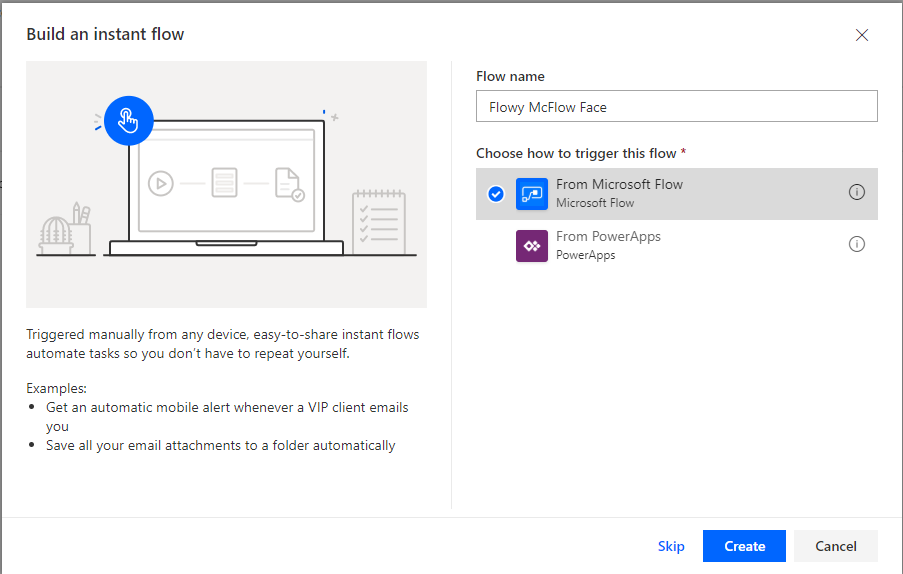 Build an instant flow
Triggered manually from any device, easy-to-share instant flows
automate tasks so you don't have to repeat yourself.
Examples:
• Get an automatic mobile alert whenever a VIP client emails
you
• Save all your email attachments to a folder automatically
Flow name
Flowy McFlow Face
Choose how to trigger this flow *
From Microsoft Flow
Microsoft Flow
From PowerApps
PowerApps
Skip
Create
Cancel